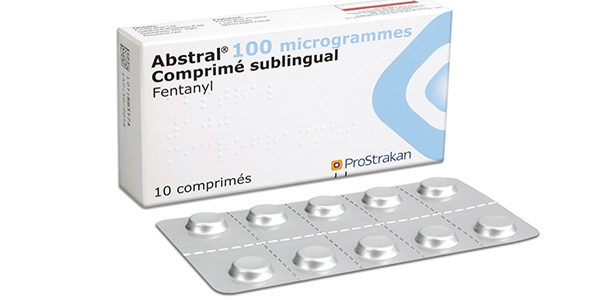 Abstral® 100 microgrammes
Comprimé sublingual
Fentanyl
ProStrakan
10 comprimés